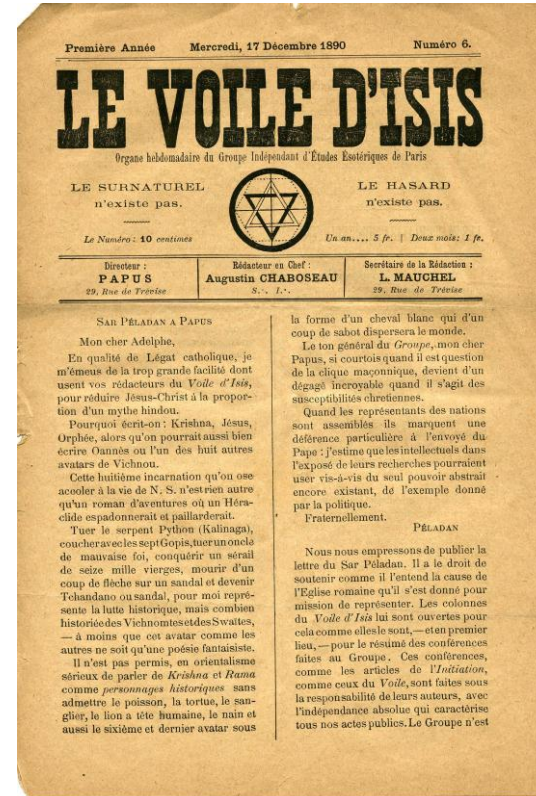 Première Année Mercredi, 17 Décembre 1890 Numéro 6.
LE VOILE D'ISIS
Organe hebdomadaire du Groupe Indépendant d'Études Ésotériques de Paris
LE SURNATUREL
n'existe pas.
Le Numéro : 10 centimes
LE HASARD
n'existe pas.
Un an.... 5 fr. | Deux mois: 1 fr.
Directeur :
PAPUS
29, Rue de Trévise
Rédacteur en Chef :
Augustin CHABOSEAU
S.·. I.·.
Secrétaire de la Rédaction :
L. MAUCHEL
29, Rue de Trévise
SAR PÉLADAN A PAPUS
Mon cher Adelphe,
En qualité de Légat catholique, je
m'émeus de la trop grande facilité dont
usent vos rédacteurs du Voile d'Isis,
pour réduire Jésus-Christ à la propor-
tion d'un mythe hindou.
Pourquoi écrit-on : Krishna, Jésus,
Orphée, alors qu'on pourrait aussi bien
écrire Oannès ou l'un des huit autres
avatars de Vichnou.
Cette huitième incarnation qu'on ose
acooler à la vie de N. S. n'est rien autre
qu'un roman d'aventures où un Héra-
clide espadonnerait et paillarderait.
Tuer le serpent Python (Kalinaga),
coucher avec les sept Gopis, tuer un oncle
de mauvaise foi, conquérir un sérail
de seize mille vierges, mourir d'un
coup de flèche sur un sandal et devenir
Tchandano ou sandal, pour moi repré-
sente la lutte historique, mais combien
historiée des Vichnomtes et des Swaltes,
— à moins que cet avatar comme les
autres ne soit qu'une poésie fantaisiste.
Il n'est pas permis, en orientalisme
sérieux de parler de Krishna et Rama
comme personnages historiques sans
admettre le poisson, la tortue, le san-
glier, le lion a tête humaine, le nain et
aussi le sixième et dernier avatar sous
la forme d'un cheval blanc qui d'un
coup de sabot dispersera le monde.
Le ton général du Groupe, mon cher
Papus, si courtois quand il est question
de la clique maçonnique, devient d'un
dégagé incroyable quand il s'agit des
susceptibilités chretiennes.
Quand les représentants des nations
sont assemblés ils marquent une
déférence particulière à l'envoyé du
Pape : j'estime que les intellectuels dans
l'exposé de leurs recherches pourraient
user vis-à-vis du seul pouvoir abstrait
encore existant, de l'exemple donné
par la politique.
Fraternellement.
PÉLADAN
Nous nous empressons de publier la
lettre du Sar Péladan. Il a le droit de
soutenir comme il l'entend la cause de
l'Eglise romaine qu'il s'est donné pour
mission de représenter. Les colonnes
du Voile d'Isis lui sont ouvertes pour
cela comme elles le sont, — et en premier
lieu, — pour le résumé des conférences
faites au Groupe. Ces conférences,
comme les articles de l'Initiation,
comme ceux du Voile, sont faites sous
la responsabilité de leurs auteurs, avec
l'indépendance absolue qui caractérise
tous nos actes publics. Le Groupe n'est